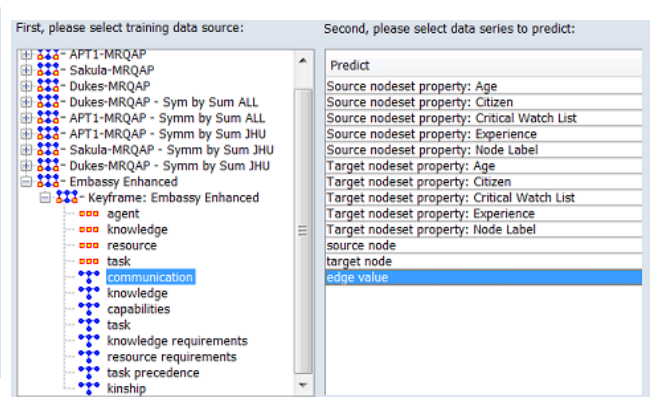 First, please select training data source:
APT1-MRQAP
Sakula-MRQAP
Dukes-MRQAP
Dukes-MRQAP - Sym by Sum ALL
APT1-MRQAP - Symm by Sum ALL
APT1-MRQAP - Symm by Sum JHU
Sakula-MRQAP - Symm by Sum JHU
Dukes-MRQAP - Symm by Sum JHU
Embassy Enhanced
Keyframe: Embassy Enhanced
agent
knowledge
resource
task
communication
knowledge
capabilities
task
knowledge requirements
resource requirements
task precedence
kinship
Second, please select data series to predict:
Predict
Source nodeset property: Age
Source nodeset property: Citizen
Source nodeset property: Critical Watch List
Source nodeset property: Experience
Source nodeset property: Node Label
Target nodeset property: Age
Target nodeset property: Citizen
Target nodeset property: Critical Watch List
Target nodeset property: Experience
Target nodeset property: Node Label
source node
target node
edge value